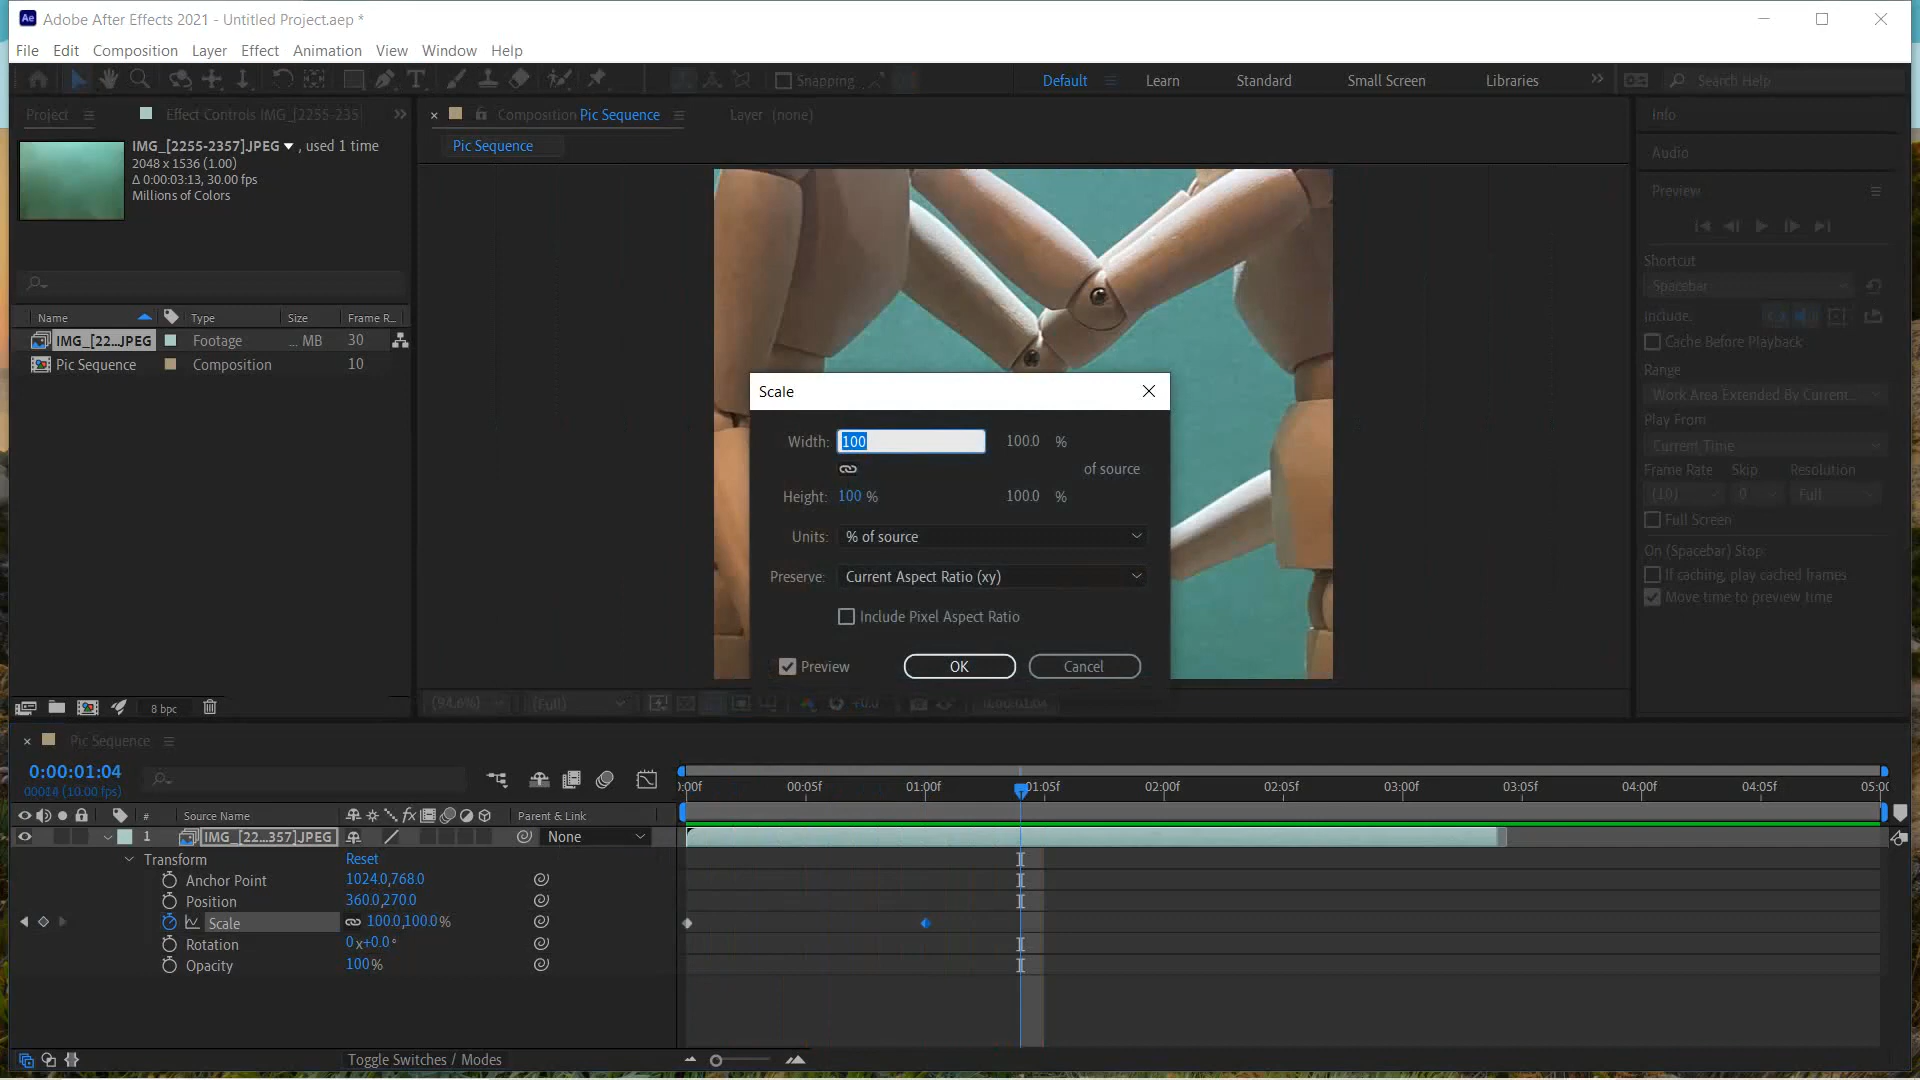 Adobe After Effects 2021 - Untitled Project.aep *
File Edit Composition Layer Effect Animation View Window Help
Snapping Default Learn Standard Small Screen Libraries Search Help
Project Effect Controls IMG_[2255-235
Composition Pic Sequence Layer (none)
Pic Sequence
IMG_[2255-2357].JPEG , used 1 time
2048 x 1536 (1.00)
Δ 0:00:03:13, 30.00 fps
Millions of Colors
Name Type Size Frame R...
IMG_[22...JPEG Footage ... MB 30
Pic Sequence Composition 10
8 bpc
(94.6%) (Full) +0.0 0:00:01:04
Scale
Width: 100 100.0 %
of source
Height: 100 % 100.0 %
Units: % of source
Preserve: Current Aspect Ratio (xy)
Include Pixel Aspect Ratio
Preview OK Cancel
Info
Audio
Preview
Shortcut
Spacebar
Include:
Cache Before Playback
Range
Work Area Extended By Current...
Play From
Current Time
Frame Rate Skip Resolution
(10) 0 Full
Full Screen
On (Spacebar) Stop:
If caching, play cached frames
Move time to preview time
Pic Sequence
0:00:01:04
00014 (10.00 fps)
):00f 00:05f 01:00f 01:05f 02:00f 02:05f 03:00f 03:05f 04:00f 04:05f 05:00
# Source Name fx Parent & Link
1 IMG_[22...357].JPEG None
Transform Reset
Anchor Point 1024.0,768.0
Position 360.0,270.0
Scale 100.0,100.0%
Rotation 0x+0.0°
Opacity 100%
Toggle Switches / Modes